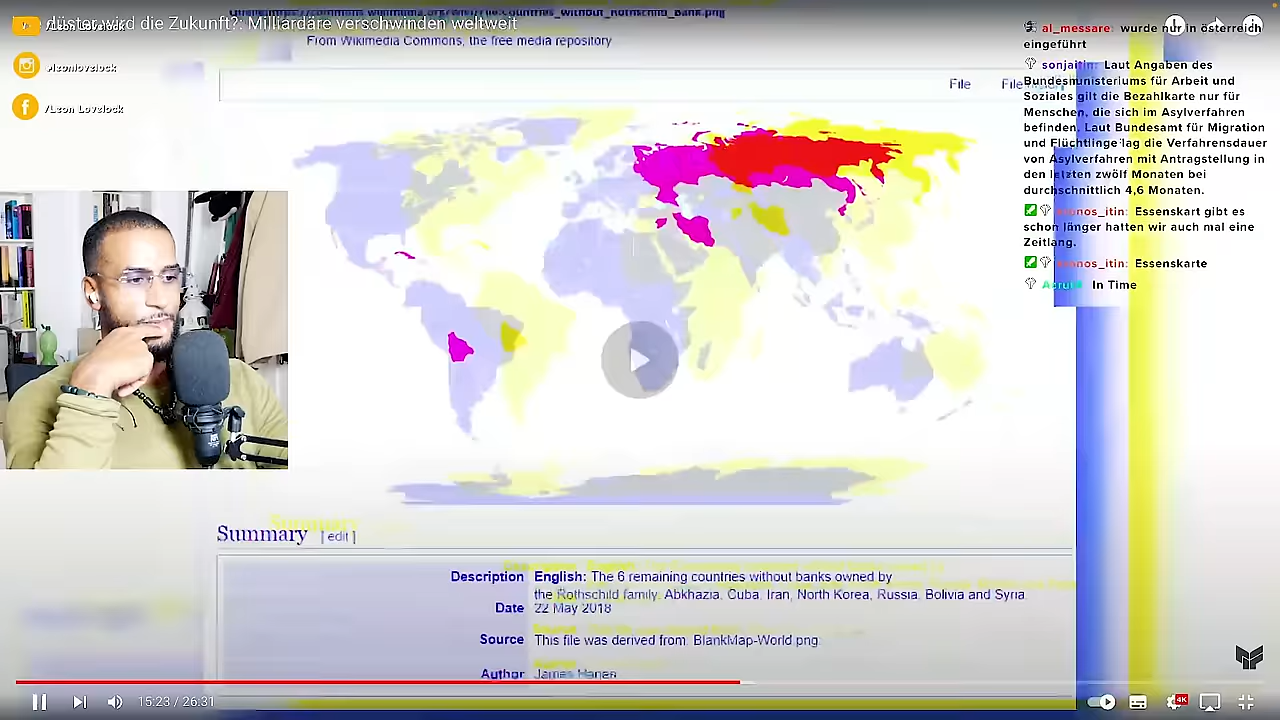 düster wird die Zukunft?: Milliardäre verschwinden weltweit
From Wikimedia Commons, the free media repository
/Leon Lovelock
/leonlovelock
/Leon Lovelock
File
al_messare: wurde nur in österreich
eingeführt
Laut Angaben des
Bundesministeriums für Arbeit und
Soziales gilt die Bezahlkarte nur für
Menschen, die sich im Asylverfahren
befinden. Laut Bundesamt für Migration
und Flüchtlinge lag die Verfahrensdauer
von Asylverfahren mit Antragstellung in
den letzten zwölf Monaten bei
durchschnittlich 4,6 Monaten.
Essenskart gibt es
schon länger hatten wir auch mal eine
Zeitlang.
Essenskarte
In Time
Summary [ edit ]
Description English: The 6 remaining countries without banks owned by
the Rothschild family: Abkhazia, Cuba, Iran, North Korea, Russia, Bolivia and Syria
Date 22 May 2018
Source This file was derived from: BlankMap-World png:
Author James Hanes
15:23 / 26:31
4K